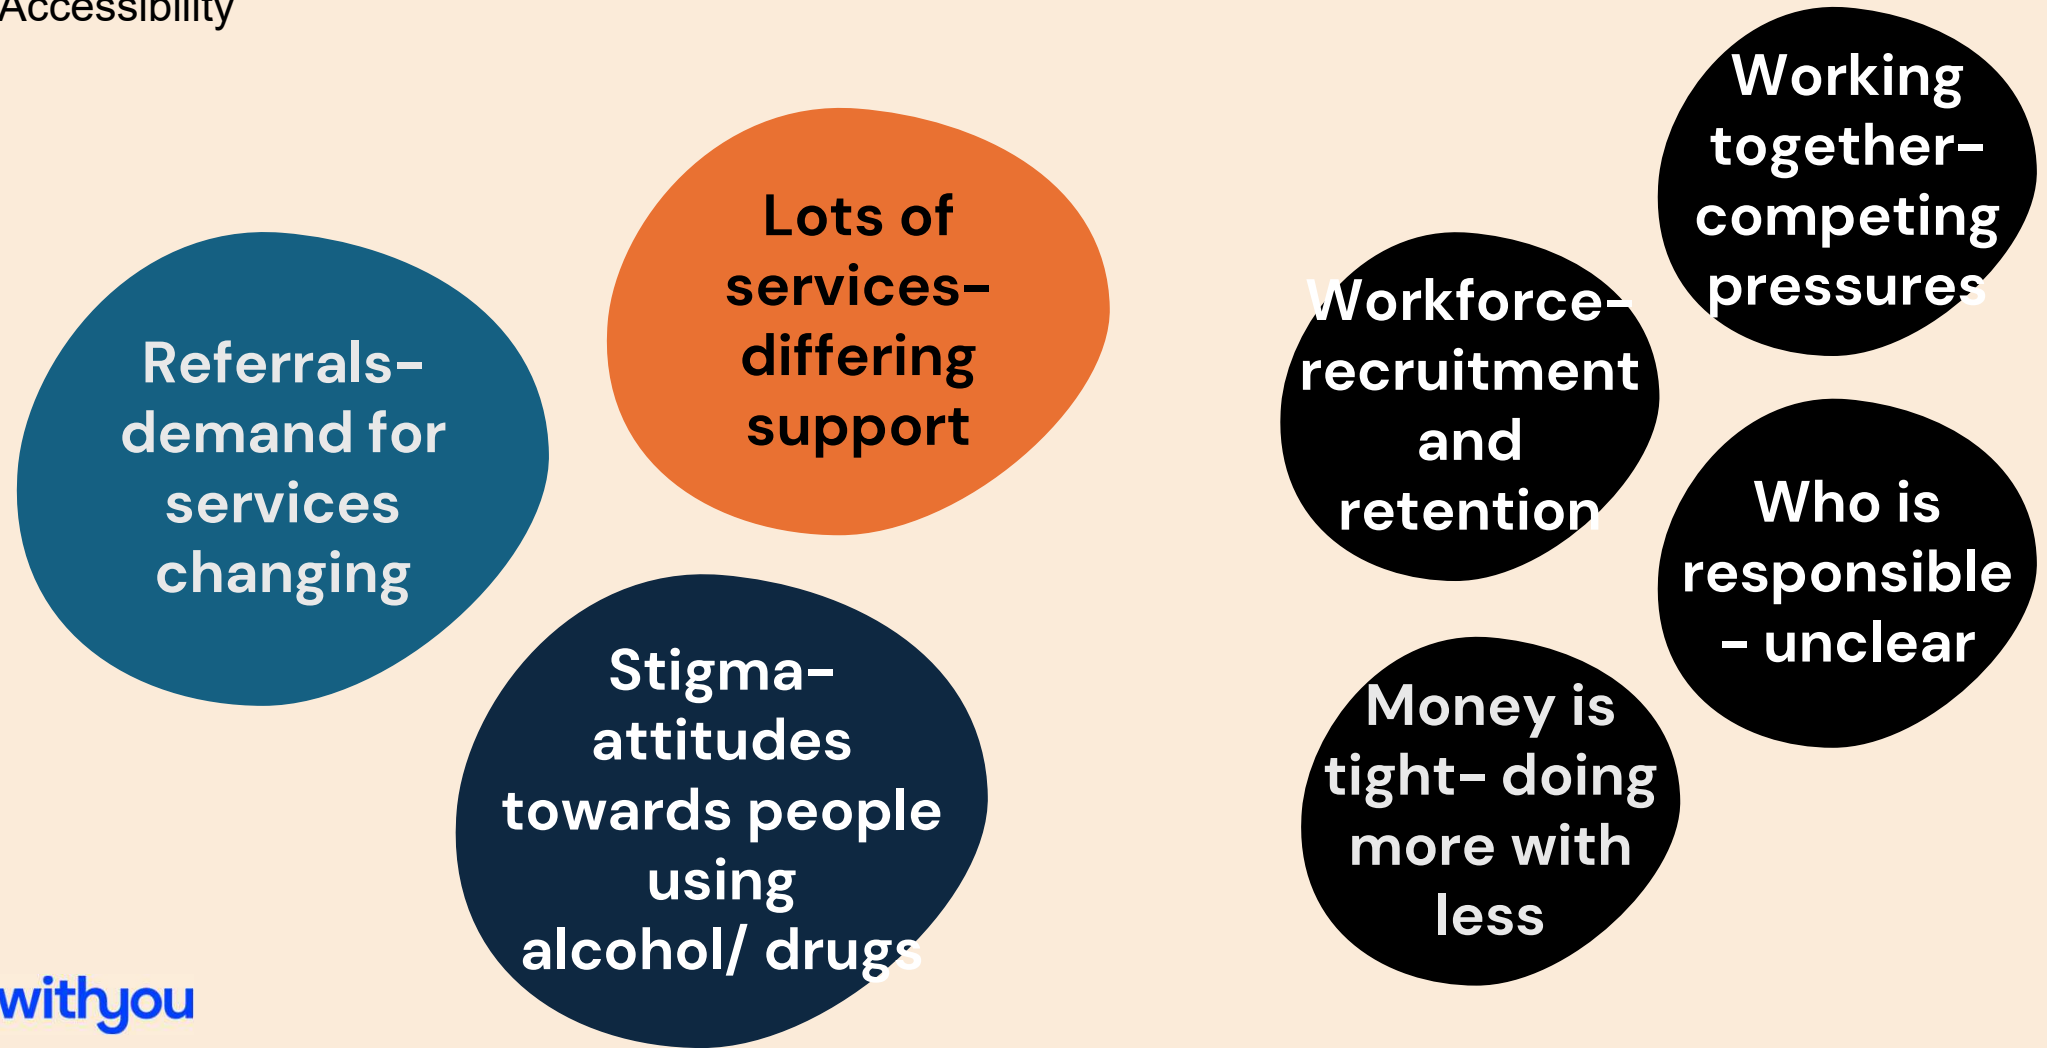 Accessibility
Referrals-
demand for
services
changing
Lots of
services-
differing
support
Stigma-
attitudes
towards people
using
alcohol/ drugs
Workforce-
recruitment
and
retention
Working
together-
competing
pressures
Who is
responsible
- unclear
Money is
tight- doing
more with
less
withyou